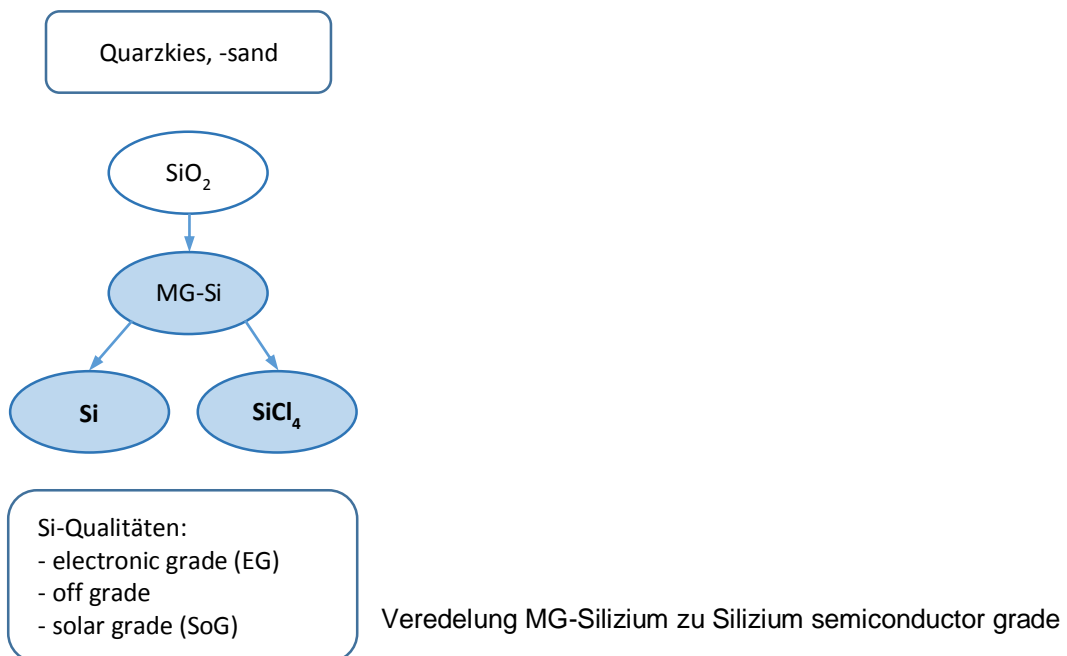 Quarzkies, -sand
SiO₂
MG-Si
Si
SiCl₄
Si-Qualitäten:
- electronic grade (EG)
- off grade
- solar grade (SoG)
Veredelung MG-Silizium zu Silizium semiconductor grade